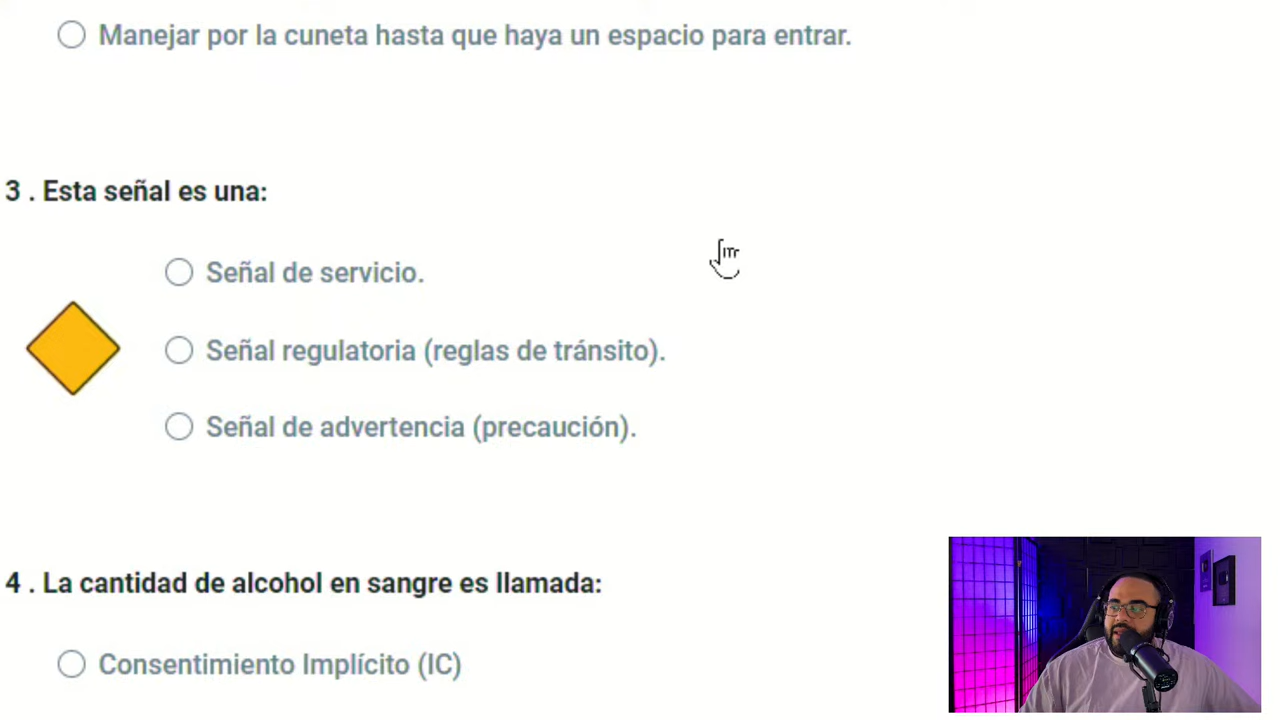 Manejar por la cuneta hasta que haya un espacio para entrar.
3 . Esta señal es una:
Señal de servicio.
Señal regulatoria (reglas de tránsito).
Señal de advertencia (precaución).
4 . La cantidad de alcohol en sangre es llamada:
Consentimiento Implícito (IC)